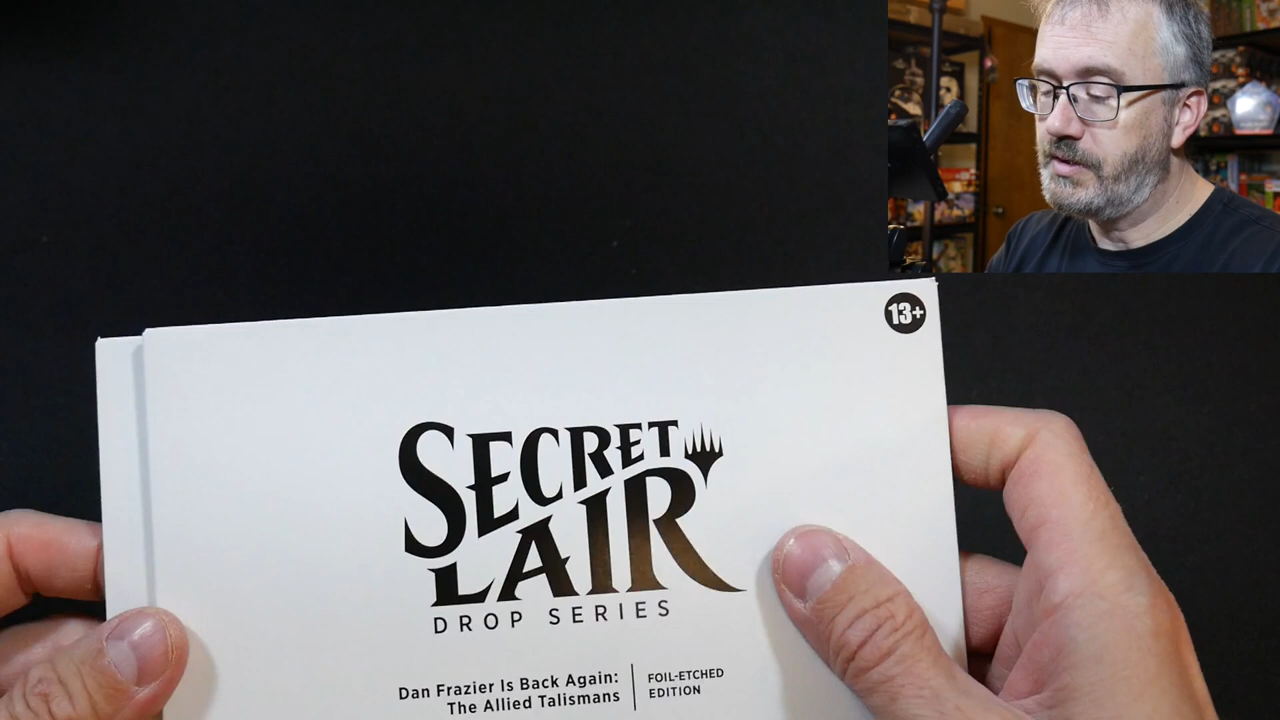 13+
SECRET
LAIR
DROP SERIES
Dan Frazier Is Back Again:
The Allied Talismans
FOIL-ETCHED
EDITION